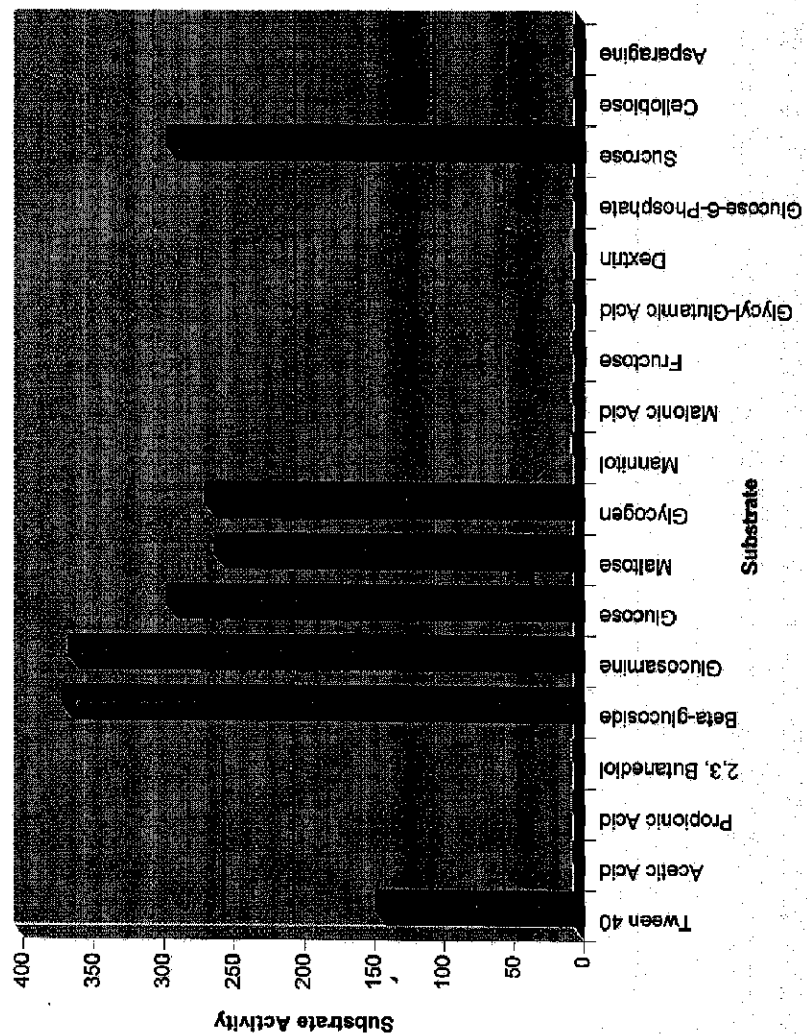 Substrate Activity
400
350
300
250
200
150
100
50
0
Tween 40
Acetic Acid
Propionic Acid
2,3, Butanediol
Beta-glucoside
Glucosamine
Glucose
Maltose
Glycogen
Mannitol
Malonic Acid
Fructose
Glycyl-Glutamic Acid
Dextrin
Glucose-6-Phosphate
Sucrose
Cellobiose
Asparagine
Substrate